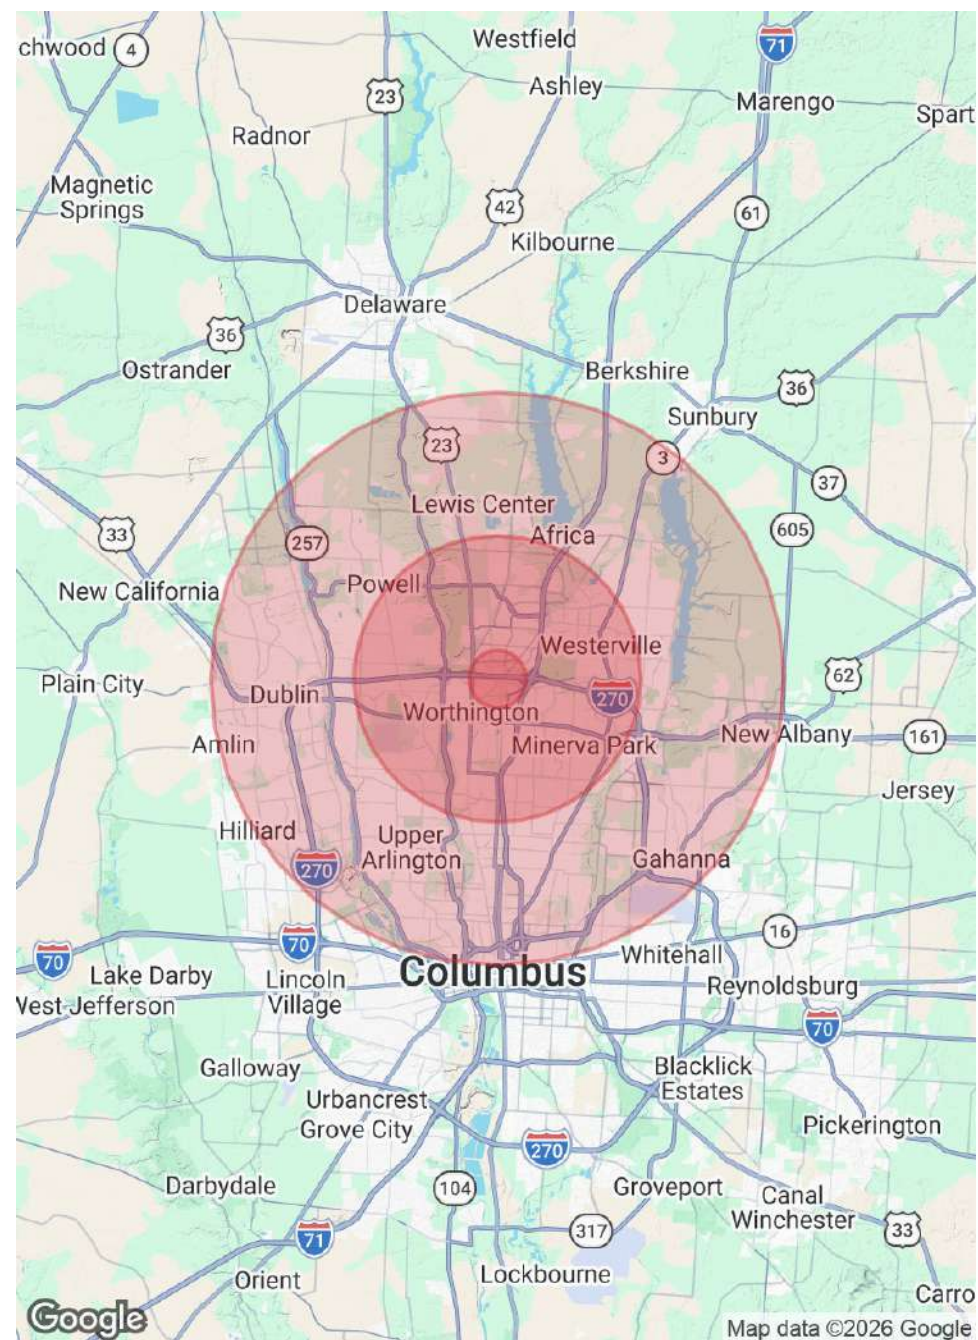 Westfield
chwood
4
71
23
Ashley
Marengo
Spart
Radnor
Magnetic
Springs
42
61
Kilbourne
Delaware
36
Ostrander
Berkshire
36
Sunbury
23
3
37
Lewis Center
605
33
257
Africa
New California
Powell
Westerville
Plain City
Dublin
270
62
Worthington
Amlin
Minerva Park
New Albany
161
Jersey
Hilliard
Upper
Arlington
Gahanna
270
70
16
70
Whitehall
Lake Darby
Lincoln
Village
Columbus
Reynoldsburg
West-Jefferson
70
Galloway
Blacklick
Estates
Urbancrest
Grove City
Pickerington
270
Darbydale
104
Groveport
Canal
Winchester
33
71
317
Orient
Lockbourne
Carro
Google
Map data ©2026 Google